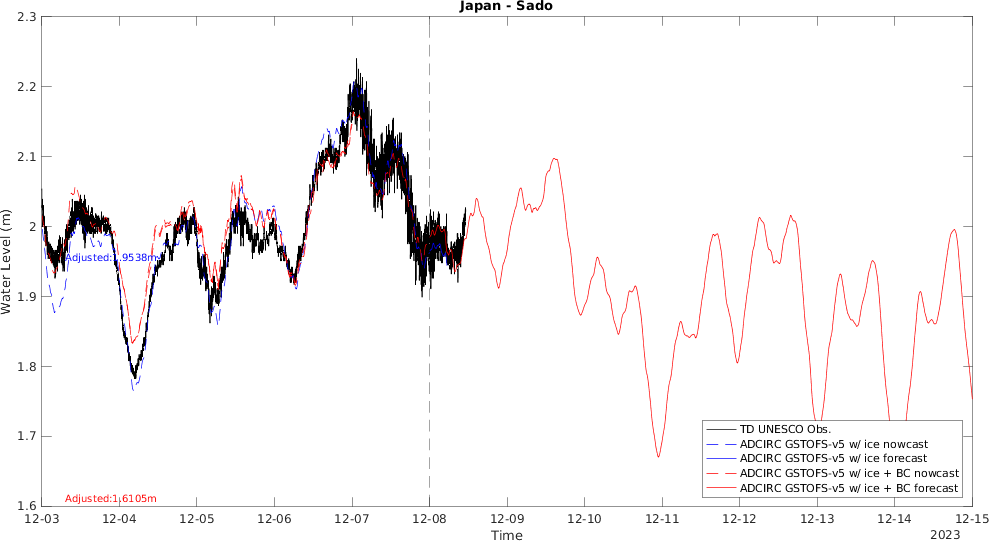 Japan - Sado
2.3
2.2
2.1
2
1.9
1.8
1.7
1.6
Water Level (m)
Adjusted:1.9538m
Adjusted:1.6105m
TD UNESCO Obs.
ADCIRC GSTOFS-v5 w/ ice nowcast
ADCIRC GSTOFS-v5 w/ ice forecast
ADCIRC GSTOFS-v5 w/ ice + BC nowcast
ADCIRC GSTOFS-v5 w/ ice + BC forecast
12-03 12-04 12-05 12-06 12-07 12-08 12-09 12-10 12-11 12-12 12-13 12-14 12-15
Time
2023